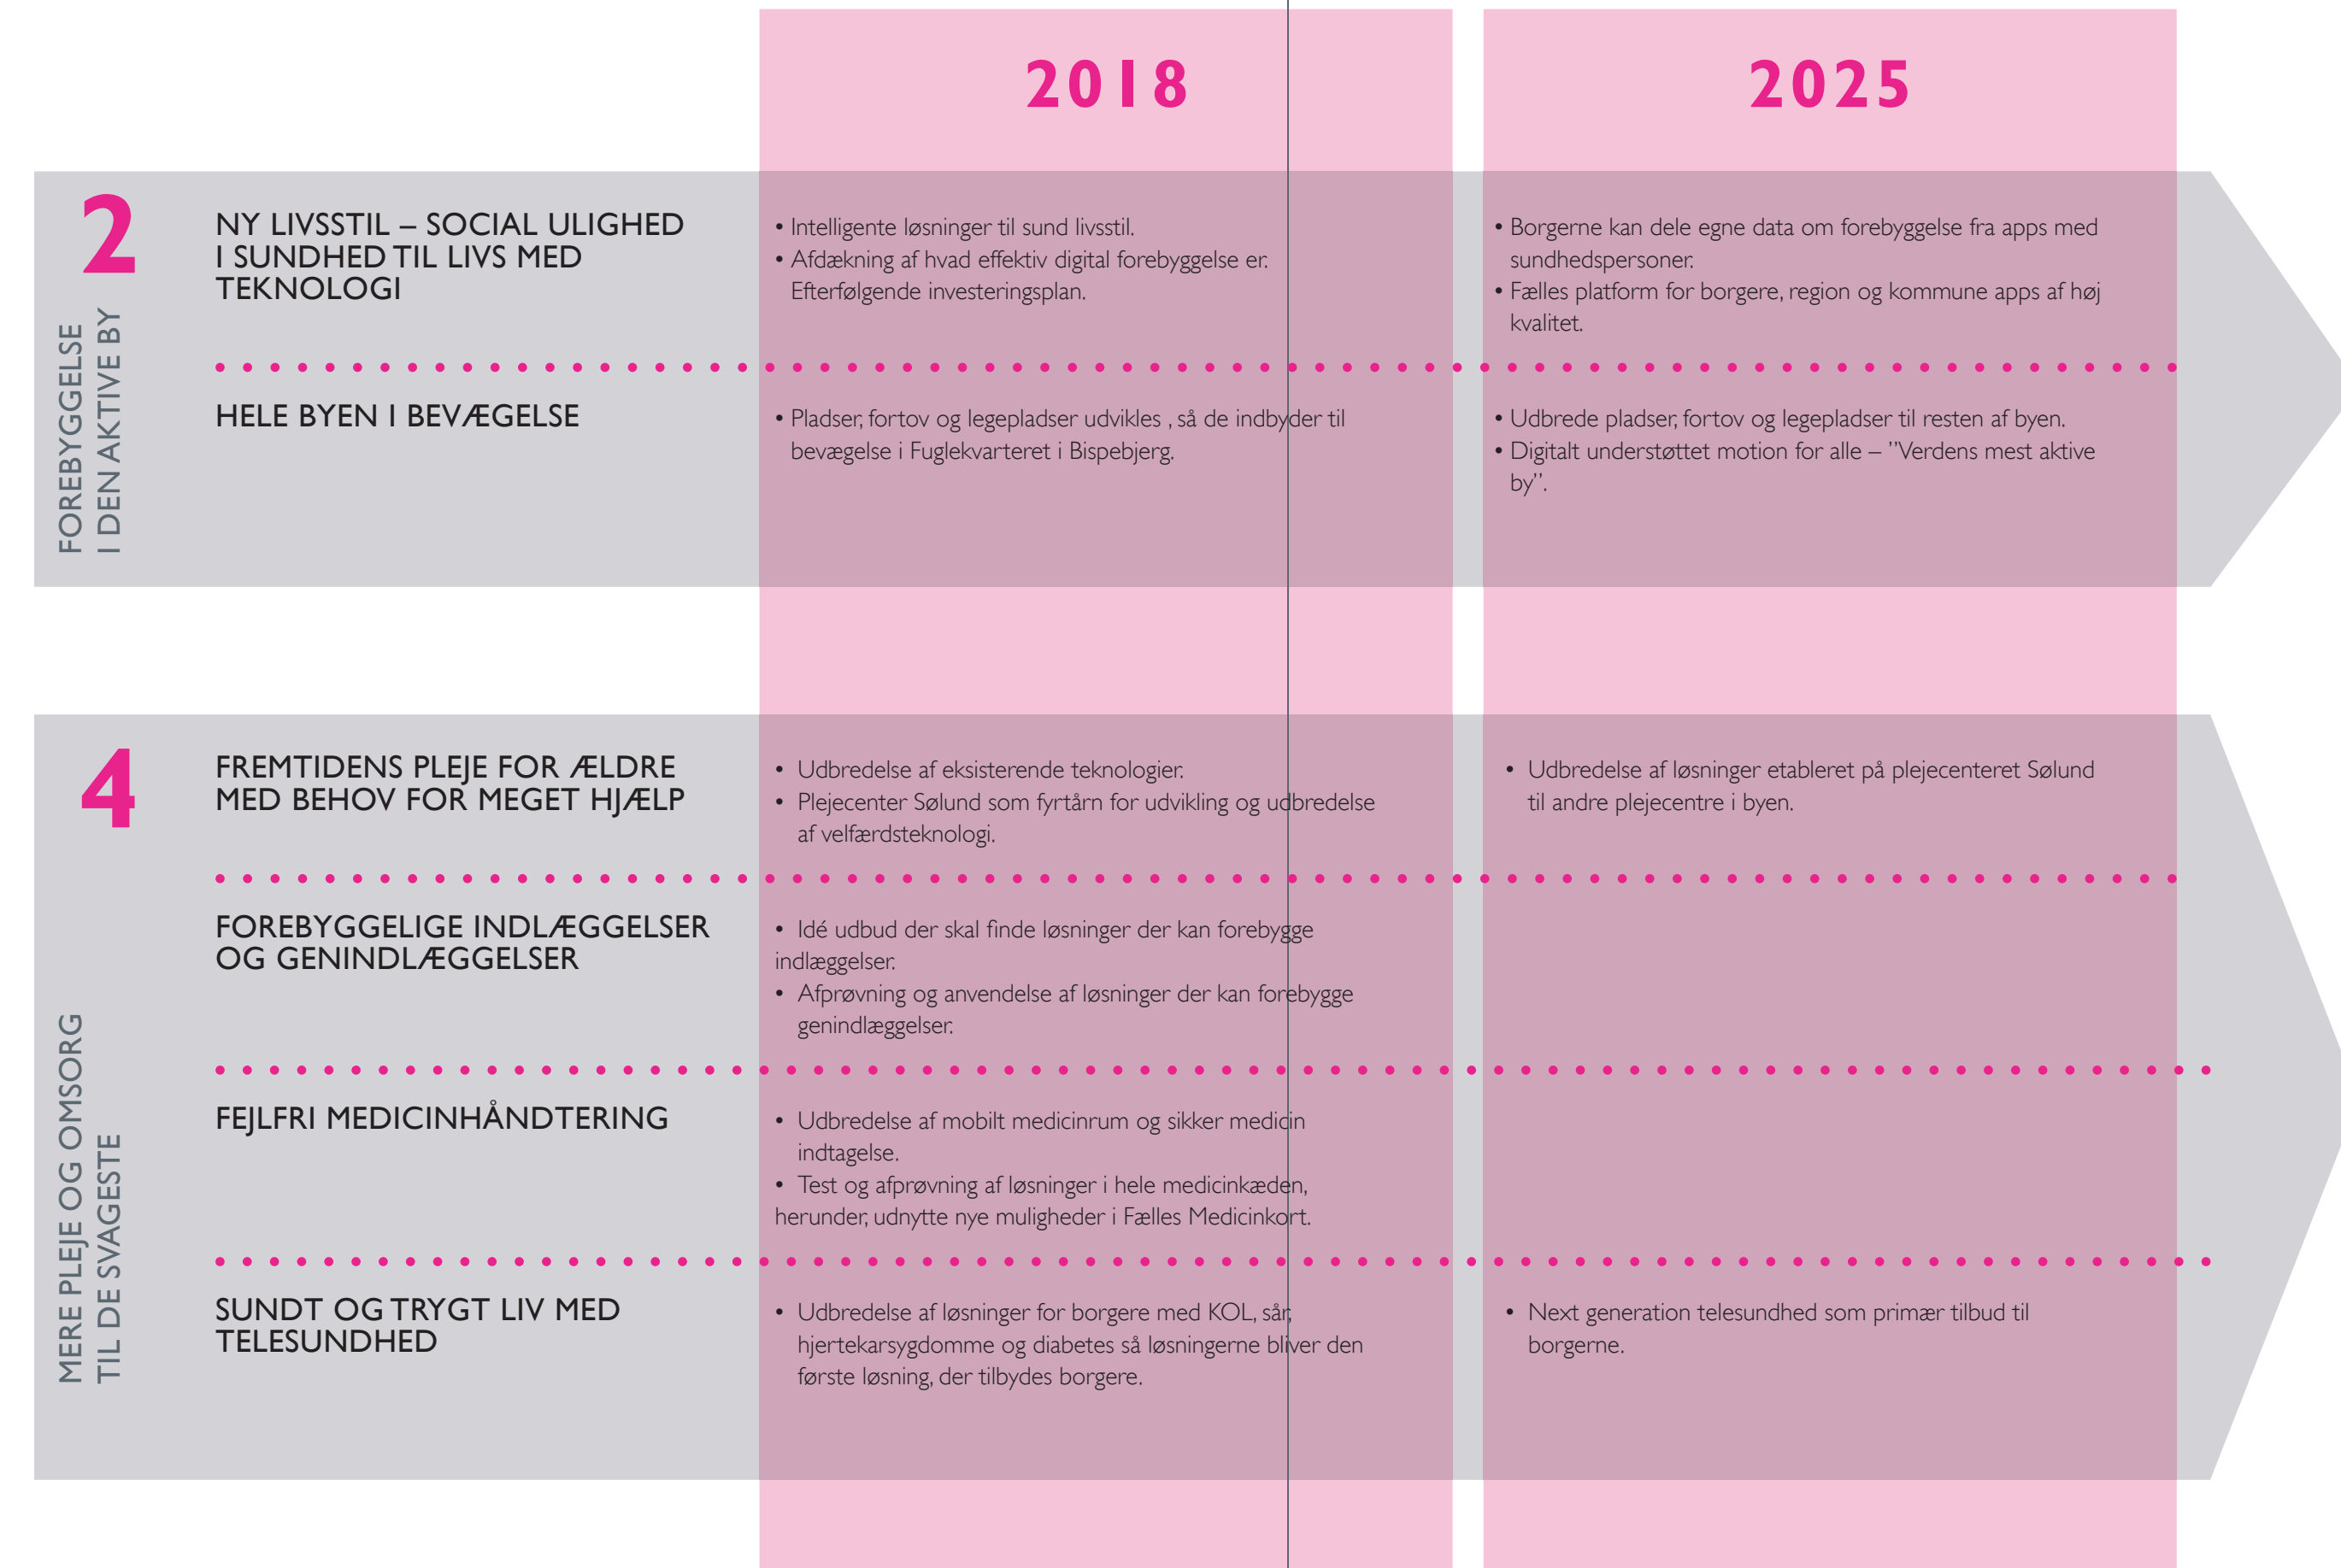 2018
2025
2
FOREBYGGELSE
I DEN AKTIVE BY
NY LIVSSTIL – SOCIAL ULIGHED
I SUNDHED TIL LIVS MED
TEKNOLOGI
• Intelligente løsninger til sund livsstil.
• Afdækning af hvad effektiv digital forebyggelse er.
Efterfølgende investeringsplan.
• Borgerne kan dele egne data om forebyggelse fra apps med
sundhedspersoner.
• Fælles platform for borgere, region og kommune apps af høj
kvalitet.
HELE BYEN I BEVÆGELSE
• Pladser, fortov og legepladser udvikles , så de indbyder til
bevægelse i Fuglekvarteret i Bispebjerg.
• Udbrede pladser, fortov og legepladser til resten af byen.
• Digitalt understøttet motion for alle – ”Verdens mest aktive
by”.
4
MERE PLEJE OG OMSORG
TIL DE SVAGESTE
FREMTIDENS PLEJE FOR ÆLDRE
MED BEHOV FOR MEGET HJÆLP
• Udbredelse af eksisterende teknologier.
• Plejecenter Sølund som fyrtårn for udvikling og udbredelse
af velfærdsteknologi.
• Udbredelse af løsninger etableret på plejecenteret Sølund
til andre plejecentre i byen.
FOREBYGGELIGE INDLÆGGELSER
OG GENINDLÆGGELSER
• Idé udbud der skal finde løsninger der kan forebygge
indlæggelser.
• Afprøvning og anvendelse af løsninger der kan forebygge
genindlæggelser.
FEJLFRI MEDICINHÅNDTERING
• Udbredelse af mobilt medicinrum og sikker medicin
indtagelse.
• Test og afprøvning af løsninger i hele medicinkæden,
herunder, udnytte nye muligheder i Fælles Medicinkort.
SUNDT OG TRYGT LIV MED
TELESUNDHED
• Udbredelse af løsninger for borgere med KOL, sår,
hjertekarsygdomme og diabetes så løsningerne bliver den
første løsning, der tilbydes borgere.
• Next generation telesundhed som primær tilbud til
borgerne.